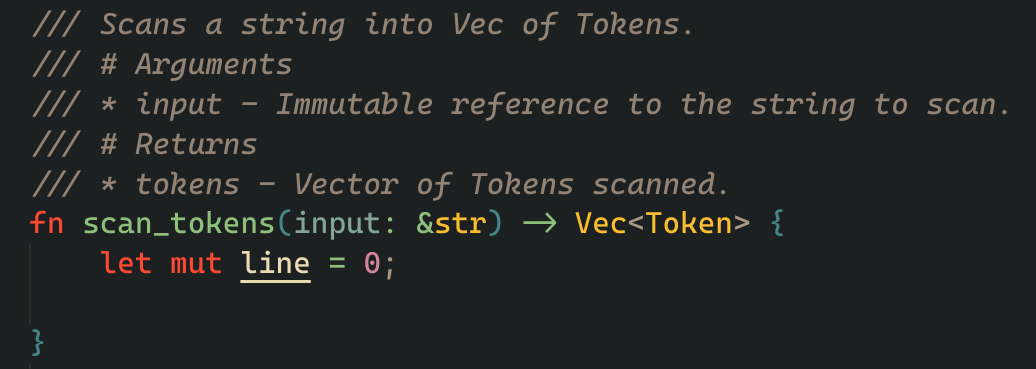 /// Scans a string into Vec of Tokens.
/// # Arguments
/// * input - Immutable reference to the string to scan.
/// # Returns
/// * tokens - Vector of Tokens scanned.
fn scan_tokens(input: &str) -> Vec<Token> {
    let mut line = 0;

}